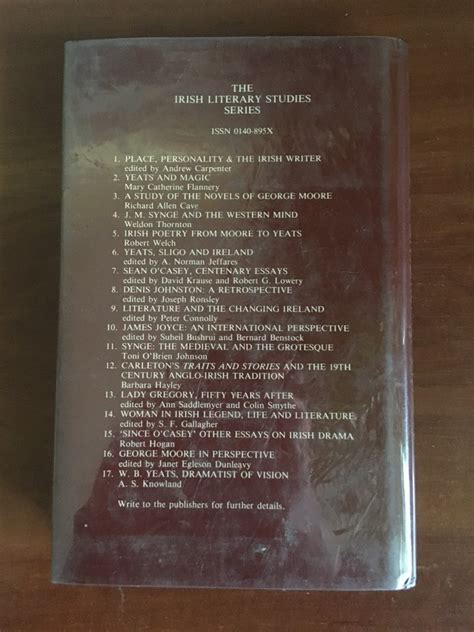 THE
IRISH LITERARY STUDIES
SERIES
ISSN 0140-895X
1. PLACE, PERSONALITY & THE IRISH WRITER
edited by Andrew Carpenter
2. YEATS AND MAGIC
Mary Catherine Flannery
3. A STUDY OF THE NOVELS OF GEORGE MOORE
Richard Allen Cave
4. J. M. SYNGE AND THE WESTERN MIND
Weldon Thornton
5. IRISH POETRY FROM MOORE TO YEATS
Robert Welch
6. YEATS, SLIGO AND IRELAND
edited by A. Norman Jeffares
7. SEAN O'CASEY, CENTENARY ESSAYS
edited by David Krause and Robert G. Lowery
8. DENIS JOHNSTON: A RETROSPECTIVE
edited by Joseph Ronsley
9. LITERATURE AND THE CHANGING IRELAND
edited by Peter Connolly
10. JAMES JOYCE: AN INTERNATIONAL PERSPECTIVE
edited by Suheil Bushrui and Bernard Benstock
11. SYNGE: THE MEDIEVAL AND THE GROTESQUE
Toni O'Brien Johnson
12. CARLETON'S TRAITS AND STORIES AND THE 19TH
CENTURY ANGLO-IRISH TRADITION
Barbara Hayley
13. LADY GREGORY, FIFTY YEARS AFTER
edited by Ann Saddlemyer and Colin Smythe
14. WOMAN IN IRISH LEGEND, LIFE AND LITERATURE
edited by S. F. Gallagher
15. 'SINCE O'CASEY' OTHER ESSAYS ON IRISH DRAMA
Robert Hogan
16. GEORGE MOORE IN PERSPECTIVE
edited by Janet Egleson Dunleavy
17. W. B. YEATS, DRAMATIST OF VISION
A. S. Knowland
Write to the publishers for further details.